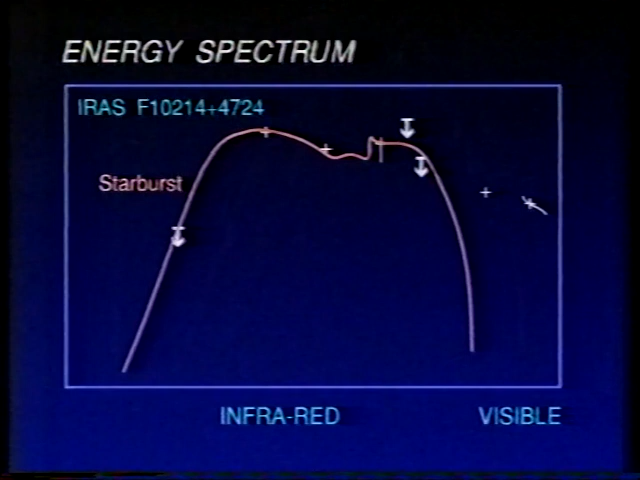 ENERGY SPECTRUM
IRAS F10214+4724
Starburst
INFRA-RED VISIBLE